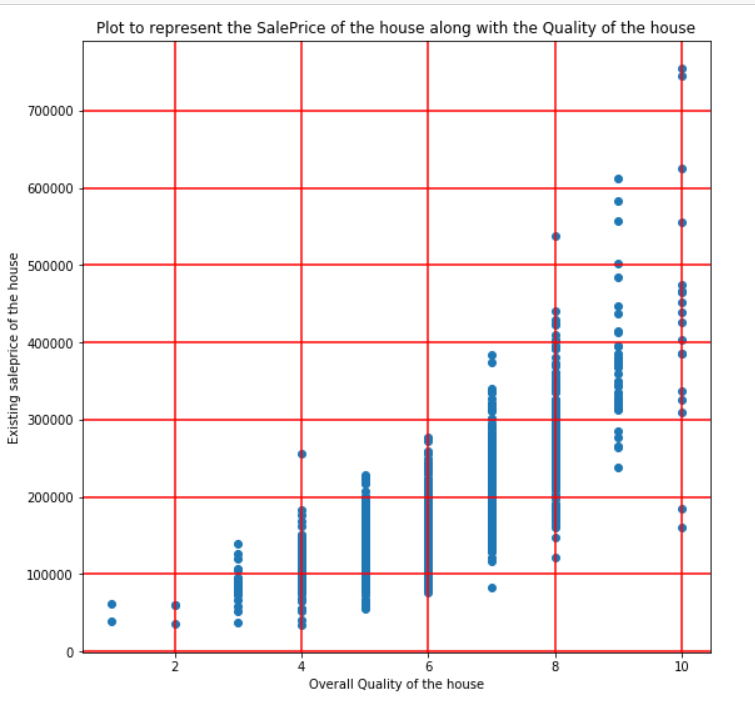 Plot to represent the SalePrice of the house along with the Quality of the house
700000
600000
500000
400000
300000
200000
100000
0
Existing saleprice of the house
2 4 6 8 10
Overall Quality of the house